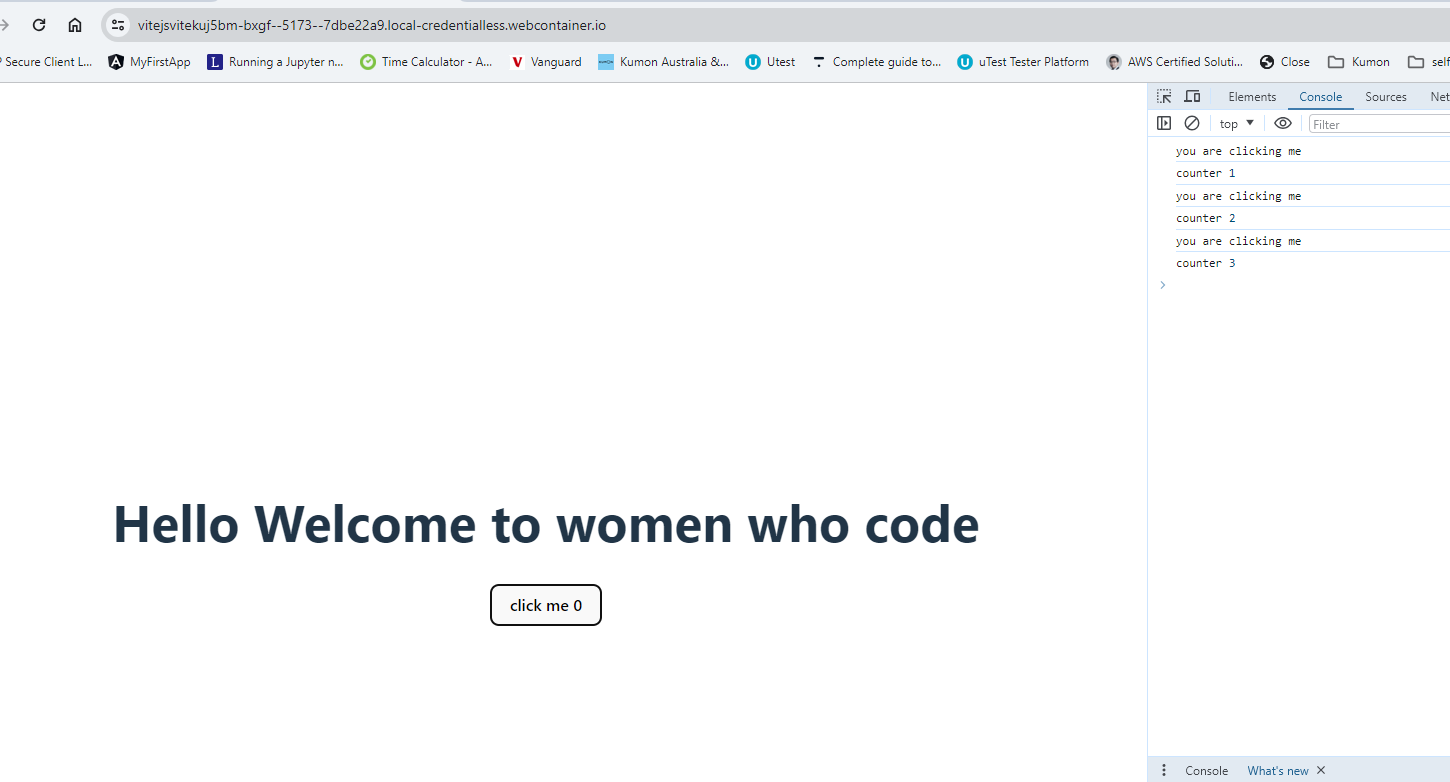 vitejsvitekuj5bm-bxgf--5173--7dbe22a9.local-credentialless.webcontainer.io
P Secure Client L... MyFirstApp L Running a Jupyter n... Time Calculator - A... V Vanguard Kumon Australia &... U Utest Complete guide to... U uTest Tester Platform AWS Certified Soluti... Close Kumon self
Elements Console Sources Net
top Filter
you are clicking me
counter 1
you are clicking me
counter 2
you are clicking me
counter 3
Hello Welcome to women who code
click me 0
Console What's new